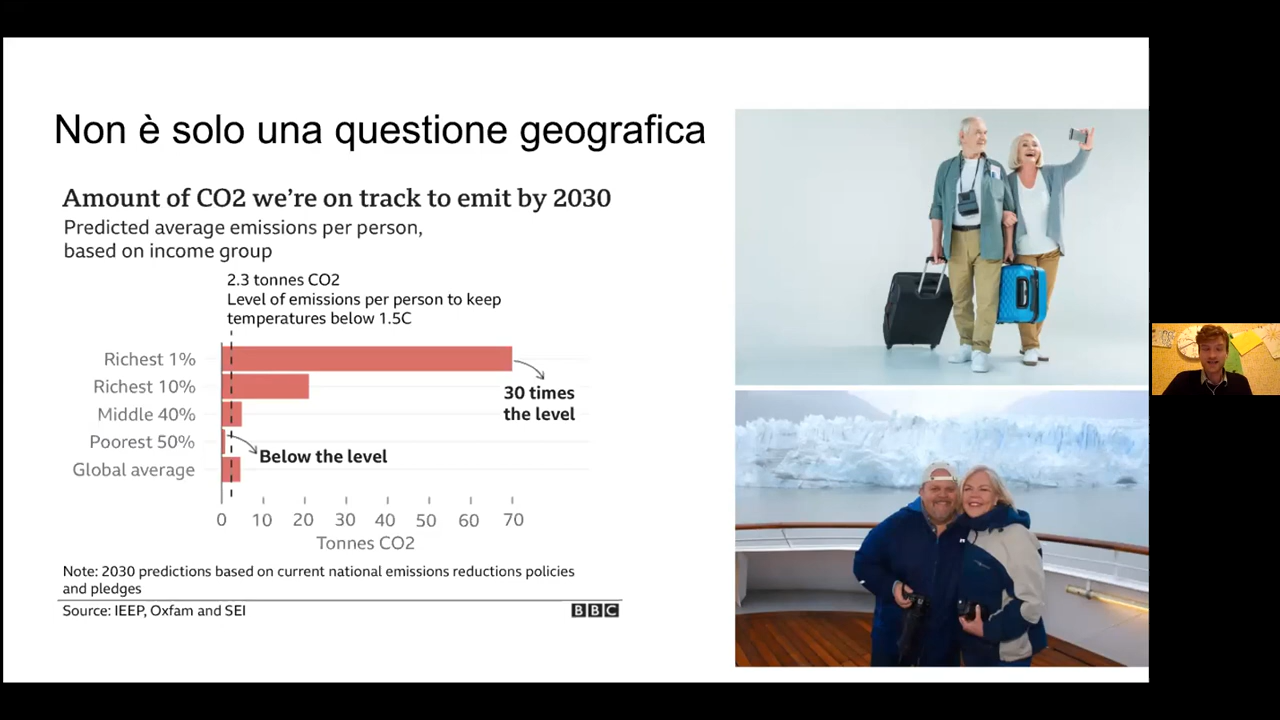 Non è solo una questione geografica
Amount of CO2 we're on track to emit by 2030
Predicted average emissions per person,
based on income group
2.3 tonnes CO2
Level of emissions per person to keep
temperatures below 1.5C
Richest 1%
30 times
the level
Richest 10%
Middle 40%
Poorest 50%
Below the level
Global average
0 10 20 30 40 50 60 70
Tonnes CO2
Note: 2030 predictions based on current national emissions reductions policies
and pledges
Source: IEEP, Oxfam and SEI
BBC